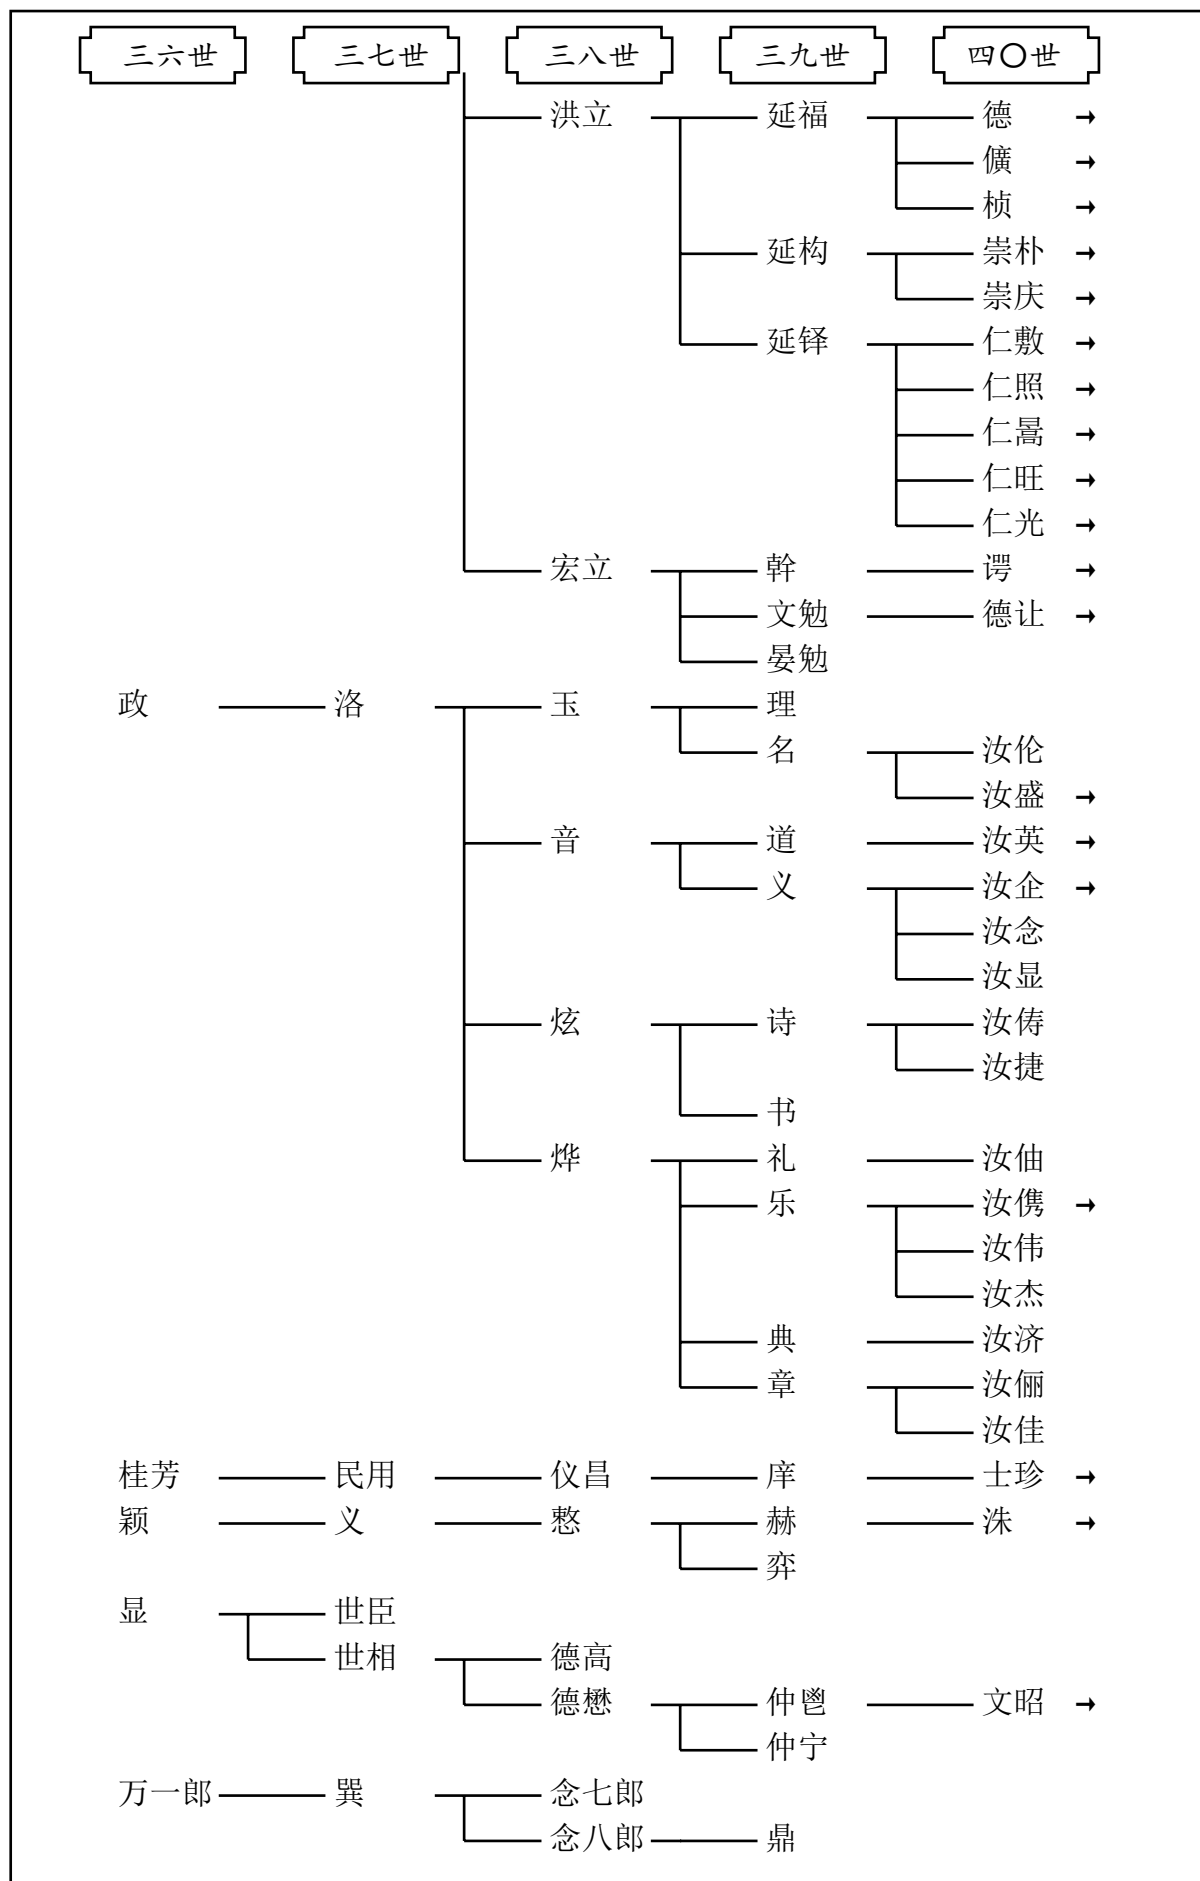 三六世 三七世 三八世 三九世 四〇世
洪立 延福 德 →
儣 →
桢 →
延构 崇朴 →
崇庆 →
延铎 仁敷 →
仁照 →
仁暠 →
仁旺 →
仁光 →
宏立 幹 谔 →
文勉 德让 →
晏勉
政 洛 玉 理
名 汝伦
汝盛 →
音 道 汝英 →
义 汝企 →
汝念
汝显
炫 诗 汝俦
汝捷
书
烨 礼 汝仙
乐 汝儁 →
汝伟
汝杰
典 汝济
章 汝俪
汝佳
桂芳 民用 仪昌 庠 士珍 →
颖 义 憗 赫 洙 →
弈
显 世臣
世相 德高
德懋 仲鬯 文昭 →
仲宁
万一郎 巽 念七郎
念八郎 鼎